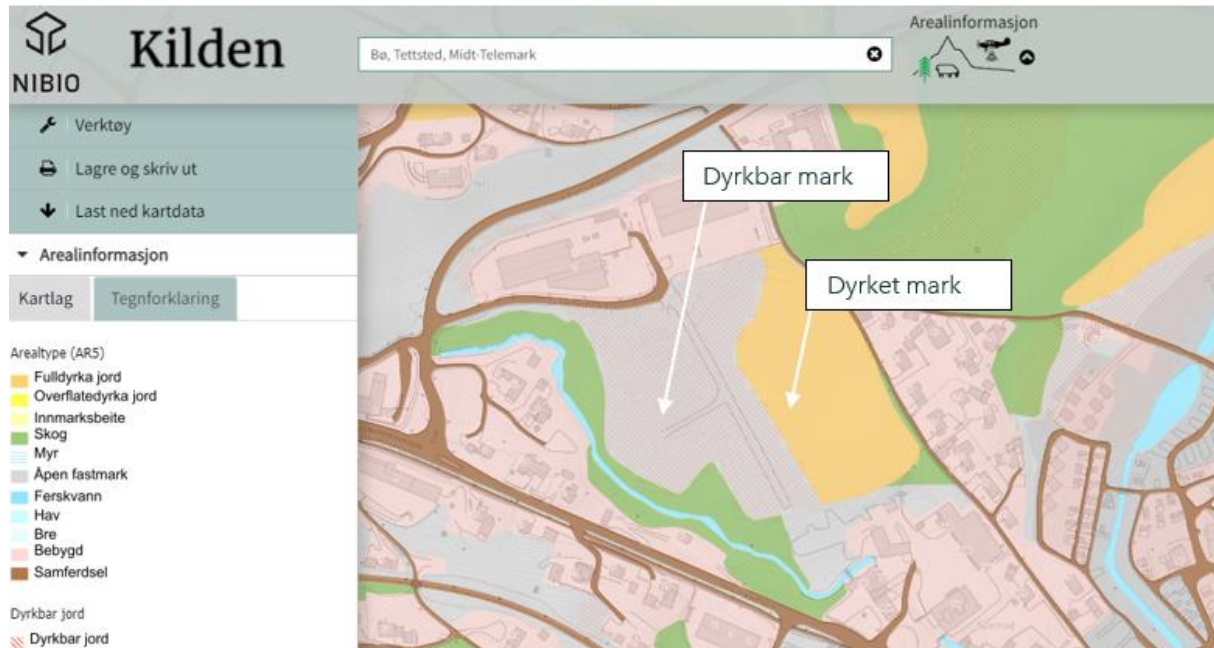 NIBIO
Kilden
Bø, Tettsted, Midt-Telemark
Arealinformasjon
Verktøy
Lagre og skriv ut
Last ned kartdata
Arealinformasjon
Kartlag
Tegnforklaring
Arealtype (AR5)
Fulldyrka jord
Overflatedyrka jord
Innmarksbeite
Skog
Myr
Åpen fastmark
Ferskvann
Hav
Bre
Bebygd
Samferdsel
Dyrkbar jord
Dyrkbar jord
Dyrkbar mark
Dyrket mark